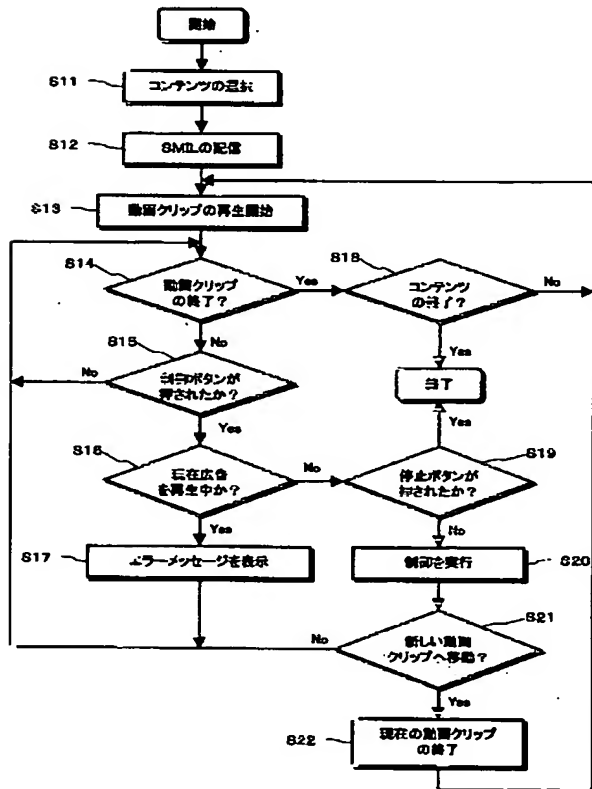 開始
S11
コンテンツの選択
S12
SMILの配信
S13
動画クリップの再生開始
S14
動画クリップ
の終了？
Yes
S18
コンテンツ
の終了？
No
No
Yes
S15
制御ボタンが
押されたか？
No
終了
Yes
Yes
S16
現在広告
を再生中か？
No
S19
停止ボタンが
押されたか？
Yes
No
S17
エラーメッセージを表示
制御を実行
S20
S21
新しい動画
クリップへ移動？
No
Yes
S22
現在の動画クリップ
の終了